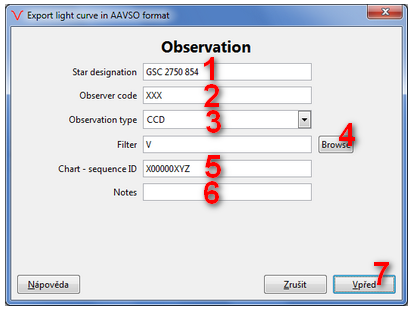 Export light curve in AAVSO format
Observation
Star designation GSC 2750 854 1
Observer code XXX 2
Observation type CCD 3
Filter V Browse 4
Chart - sequence ID X00000XYZ 5
Notes 6
Nápověda Zrušit Vpřed 7